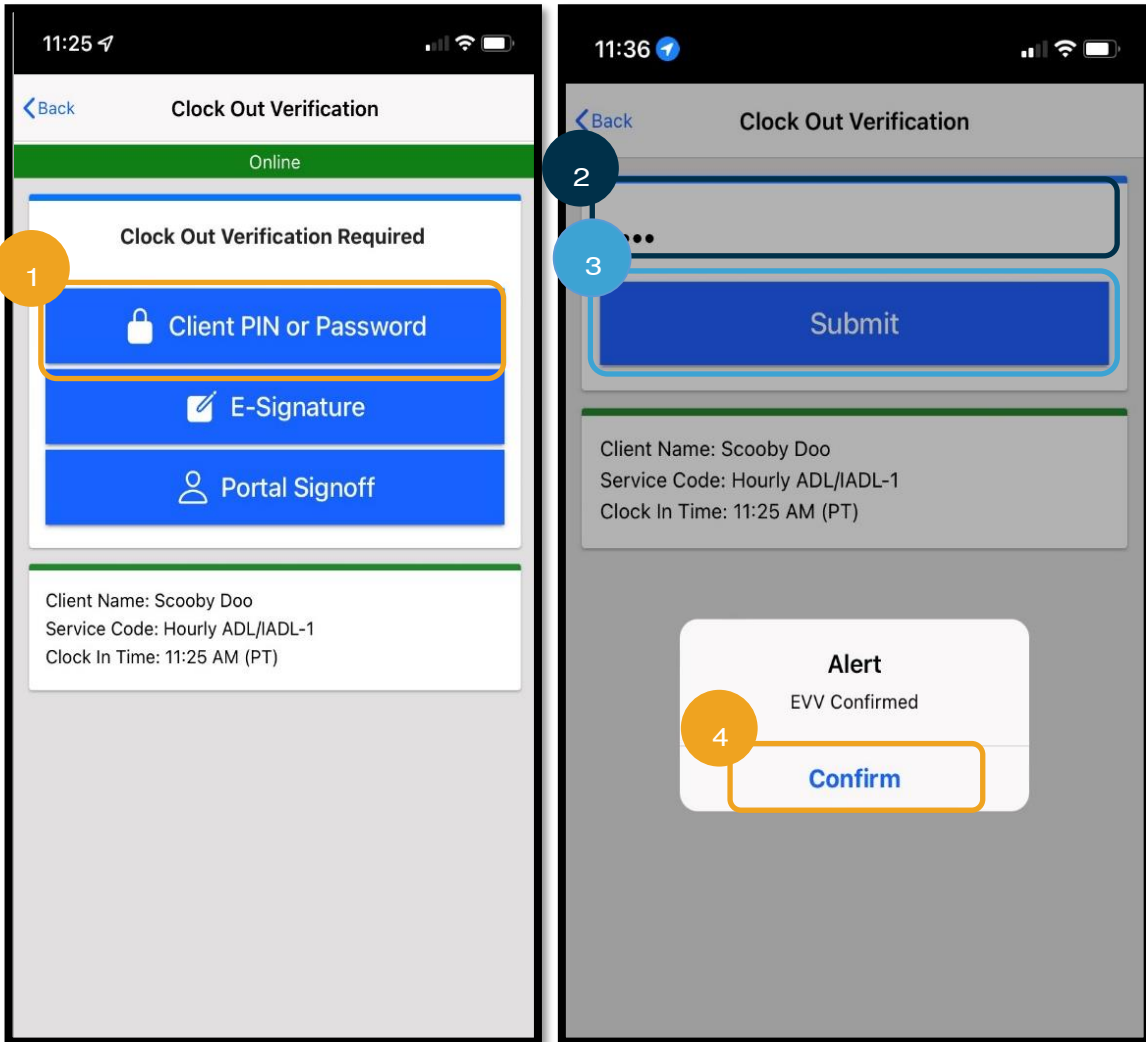 11:25
Back
Clock Out Verification
Online
Clock Out Verification Required
1
Client PIN or Password
E-Signature
Portal Signoff
Client Name: Scooby Doo
Service Code: Hourly ADL/IADL-1
Clock In Time: 11:25 AM (PT)
11:36
Back
Clock Out Verification
2
3
Submit
Client Name: Scooby Doo
Service Code: Hourly ADL/IADL-1
Clock In Time: 11:25 AM (PT)
Alert
EVV Confirmed
4
Confirm